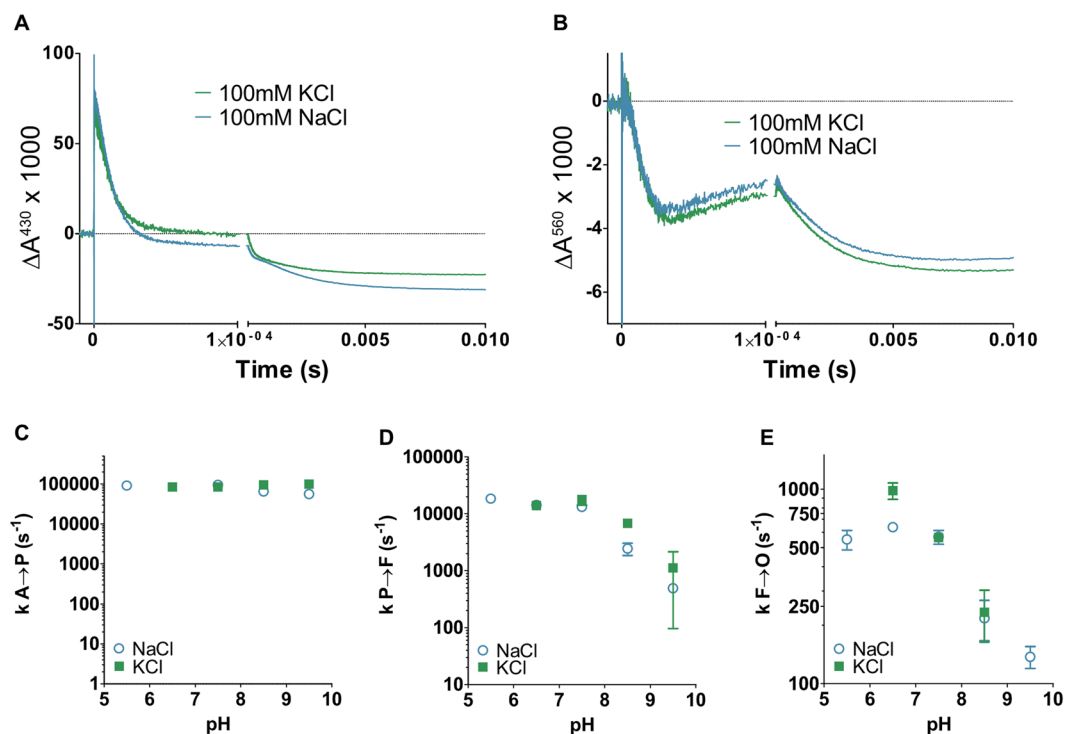 A
100
50
0
-50
ΔA⁴³⁰ x 1000
100mM KCl
100mM NaCl
0
1×10⁻⁰⁴
0.005
0.010
Time (s)
B
0
-2
-4
-6
ΔA⁵⁶⁰ x 1000
100mM KCl
100mM NaCl
0
1×10⁻⁰⁴
0.005
0.010
Time (s)
C
100000
10000
1000
100
10
1
k A→P (s⁻¹)
NaCl
KCl
5 6 7 8 9 10
pH
D
100000
10000
1000
100
10
k P→F (s⁻¹)
NaCl
KCl
5 6 7 8 9 10
pH
E
1000
750
500
250
100
k F→O (s⁻¹)
NaCl
KCl
5 6 7 8 9 10
pH